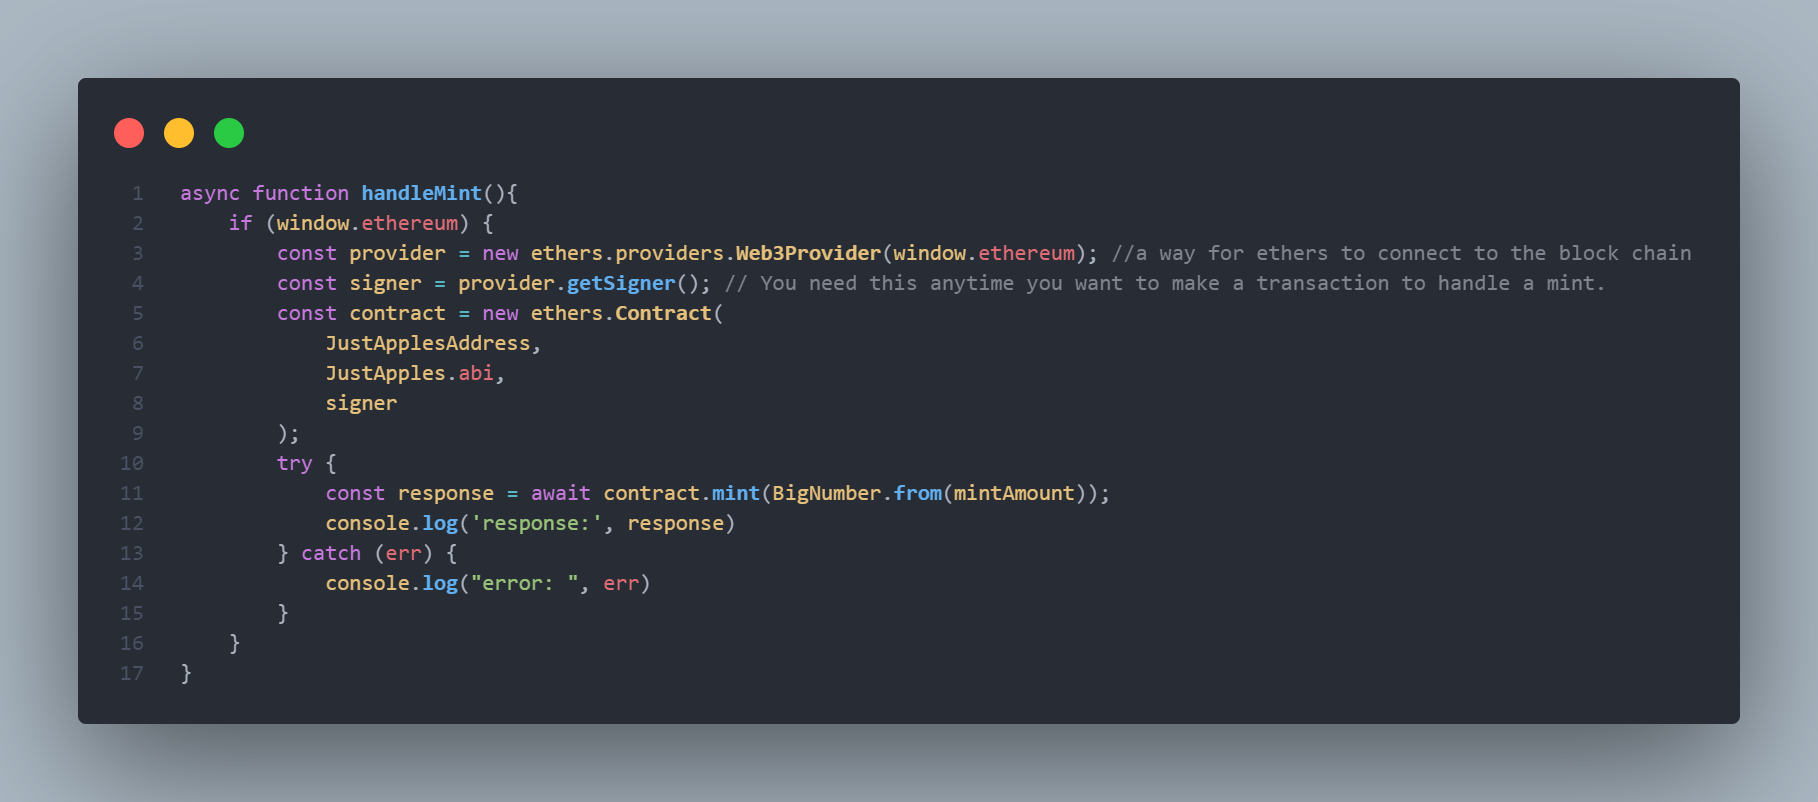 1 async function handleMint(){
2 if (window.ethereum) {
3 const provider = new ethers.providers.Web3Provider(window.ethereum); //a way for ethers to connect to the block chain
4 const signer = provider.getSigner(); // You need this anytime you want to make a transaction to handle a mint.
5 const contract = new ethers.Contract(
6 JustApplesAddress,
7 JustApples.abi,
8 signer
9 );
10 try {
11 const response = await contract.mint(BigNumber.from(mintAmount));
12 console.log('response:', response)
13 } catch (err) {
14 console.log("error: ", err)
15 }
16 }
17 }